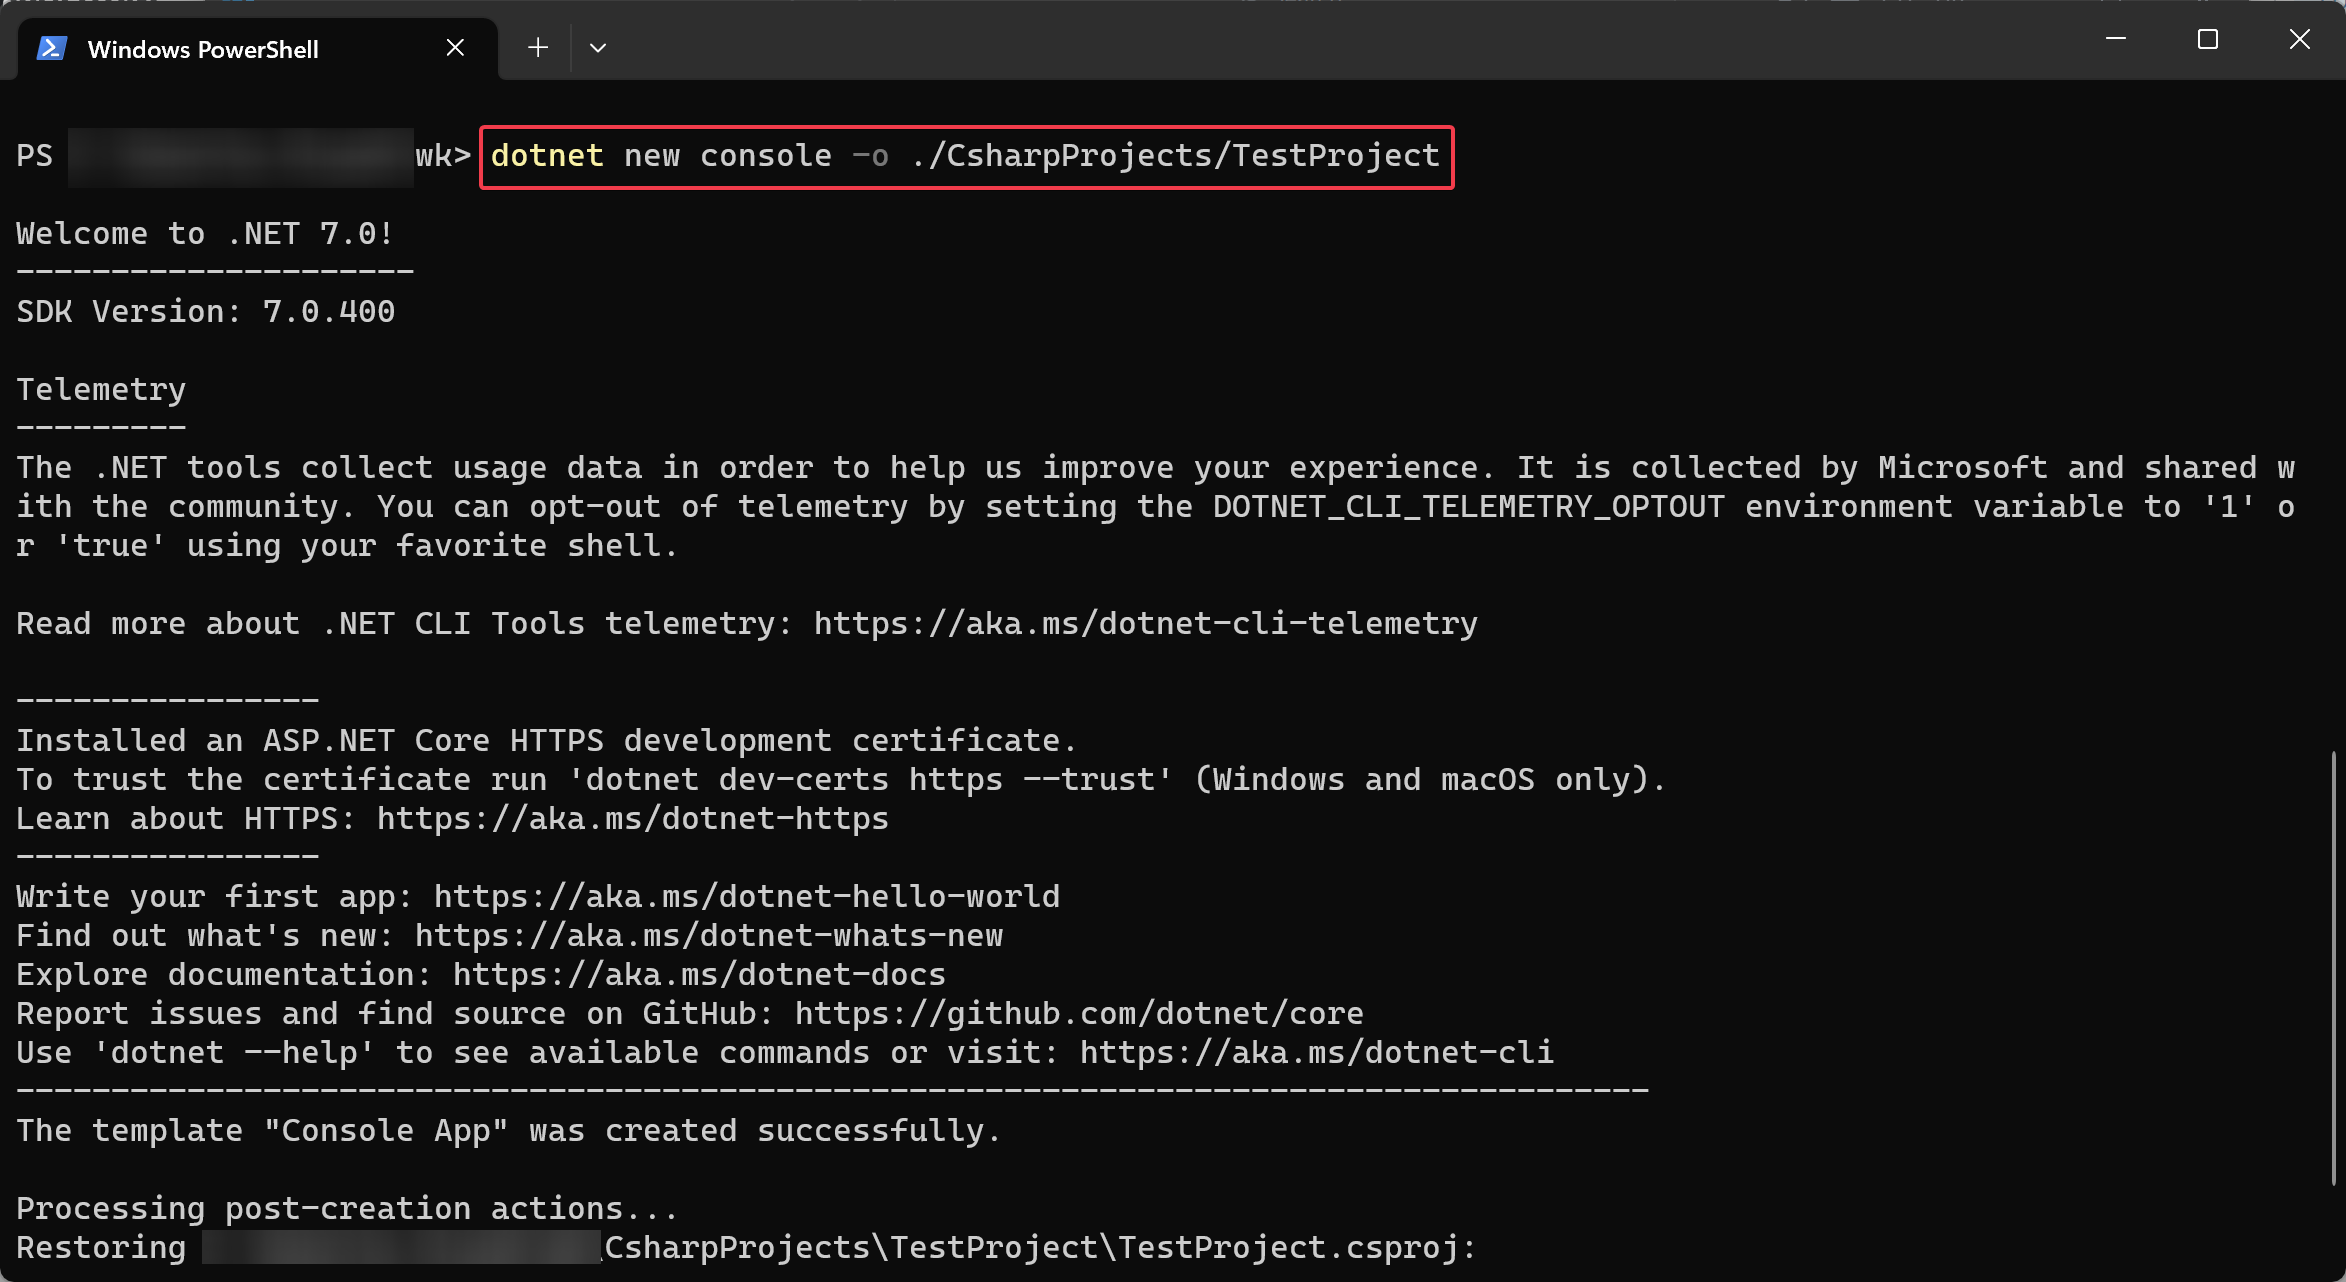 Windows PowerShell
PS wk> dotnet new console -o ./CsharpProjects/TestProject
Welcome to .NET 7.0!
---------------------
SDK Version: 7.0.400
Telemetry
---------
The .NET tools collect usage data in order to help us improve your experience. It is collected by Microsoft and shared w
ith the community. You can opt-out of telemetry by setting the DOTNET_CLI_TELEMETRY_OPTOUT environment variable to '1' o
r 'true' using your favorite shell.
Read more about .NET CLI Tools telemetry: https://aka.ms/dotnet-cli-telemetry
----------------
Installed an ASP.NET Core HTTPS development certificate.
To trust the certificate run 'dotnet dev-certs https --trust' (Windows and macOS only).
Learn about HTTPS: https://aka.ms/dotnet-https
----------------
Write your first app: https://aka.ms/dotnet-hello-world
Find out what's new: https://aka.ms/dotnet-whats-new
Explore documentation: https://aka.ms/dotnet-docs
Report issues and find source on GitHub: https://github.com/dotnet/core
Use 'dotnet --help' to see available commands or visit: https://aka.ms/dotnet-cli
--------------------------------------------------------------------------------------
The template "Console App" was created successfully.
Processing post-creation actions...
Restoring \CsharpProjects\TestProject\TestProject.csproj: